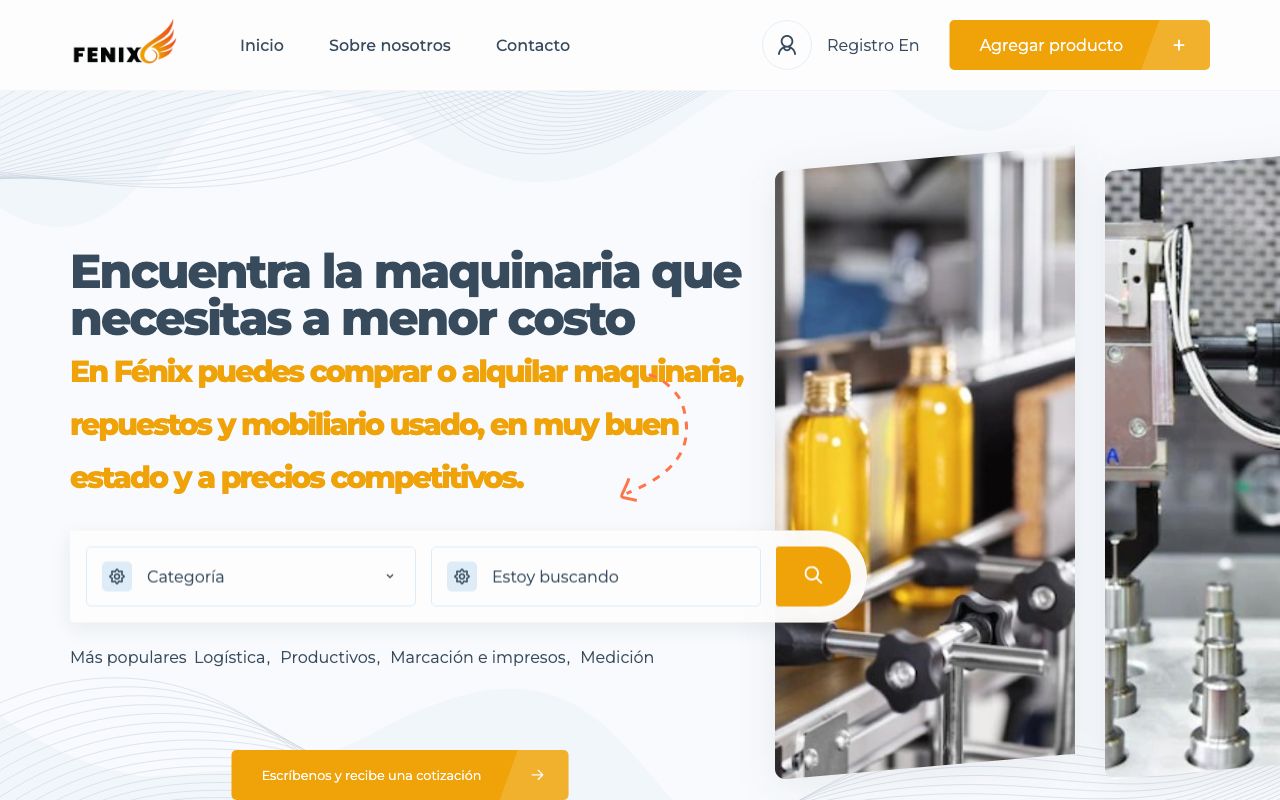 FENIX
Inicio
Sobre nosotros
Contacto
Registro En
Agregar producto
Encuentra la maquinaria que
necesitas a menor costo
En Fénix puedes comprar o alquilar maquinaria,
repuestos y mobiliario usado, en muy buen
estado y a precios competitivos.
Categoría
Estoy buscando
Más populares Logística, Productivos, Marcación e impresos, Medición
Escríbenos y recibe una cotización
A